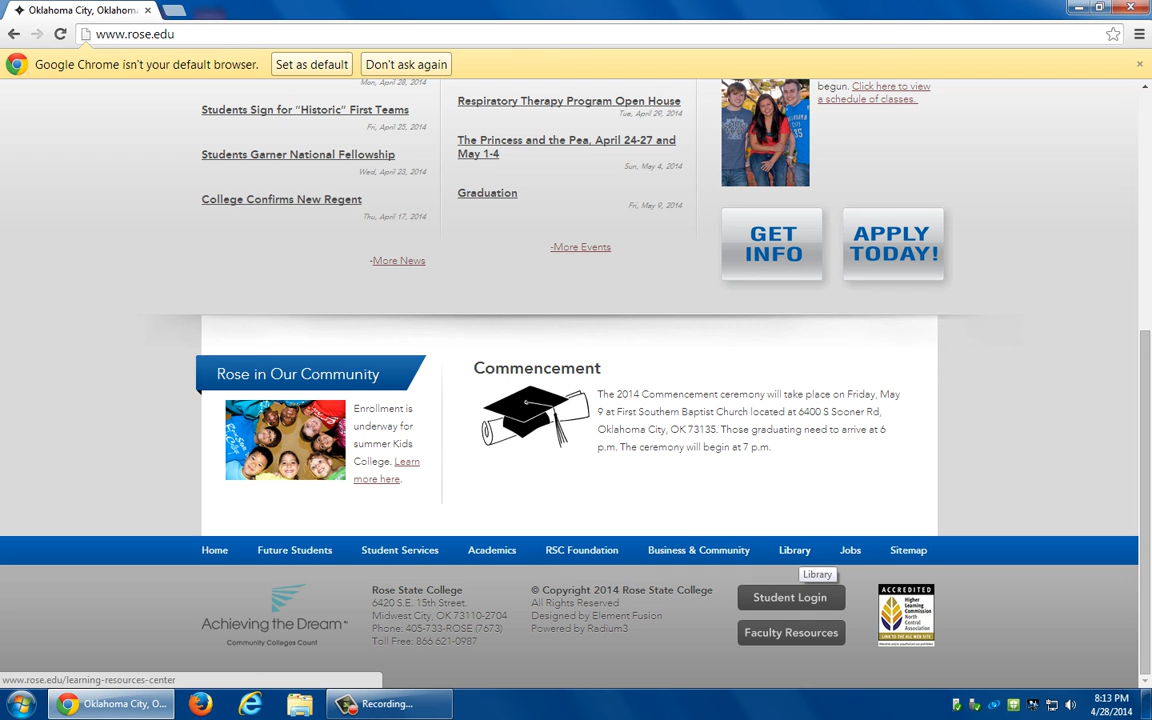 Oklahoma City, Oklahom
www.rose.edu
Google Chrome isn't your default browser.
Set as default
Don't ask again
Mon, April 28, 2014
Students Sign for "Historic" First Teams
Fri, April 25, 2014
Students Garner National Fellowship
Wed, April 23, 2014
College Confirms New Regent
Thu, April 17, 2014
-More News
Respiratory Therapy Program Open House
Tue, April 29, 2014
The Princess and the Pea, April 24-27 and
May 1-4
Sun, May 4, 2014
Graduation
Fri, May 9, 2014
-More Events
begun. Click here to view
a schedule of classes.
GET
INFO
APPLY
TODAY!
Rose in Our Community
Enrollment is
underway for
summer Kids
College. Learn
more here.
Commencement
The 2014 Commencement ceremony will take place on Friday, May
9 at First Southern Baptist Church located at 6400 S Sooner Rd,
Oklahoma City, OK 73135. Those graduating need to arrive at 6
p.m. The ceremony will begin at 7 p.m.
Home
Future Students
Student Services
Academics
RSC Foundation
Business & Community
Library
Jobs
Sitemap
Library
Achieving the Dream™
Community Colleges Count
Rose State College
6420 S.E. 15th Street.
Midwest City, OK 73110-2704
Phone: 405-733-ROSE (7673)
Toll Free: 866 621-0987
© Copyright 2014 Rose State College
All Rights Reserved
Designed by Element Fusion
Powered by Radium3
Student Login
Faculty Resources
ACCREDITED
Higher
Learning
Commission
North
Central
Association
www.rose.edu/learning-resources-center
Oklahoma City, O...
Recording...
8:13 PM
4/28/2014